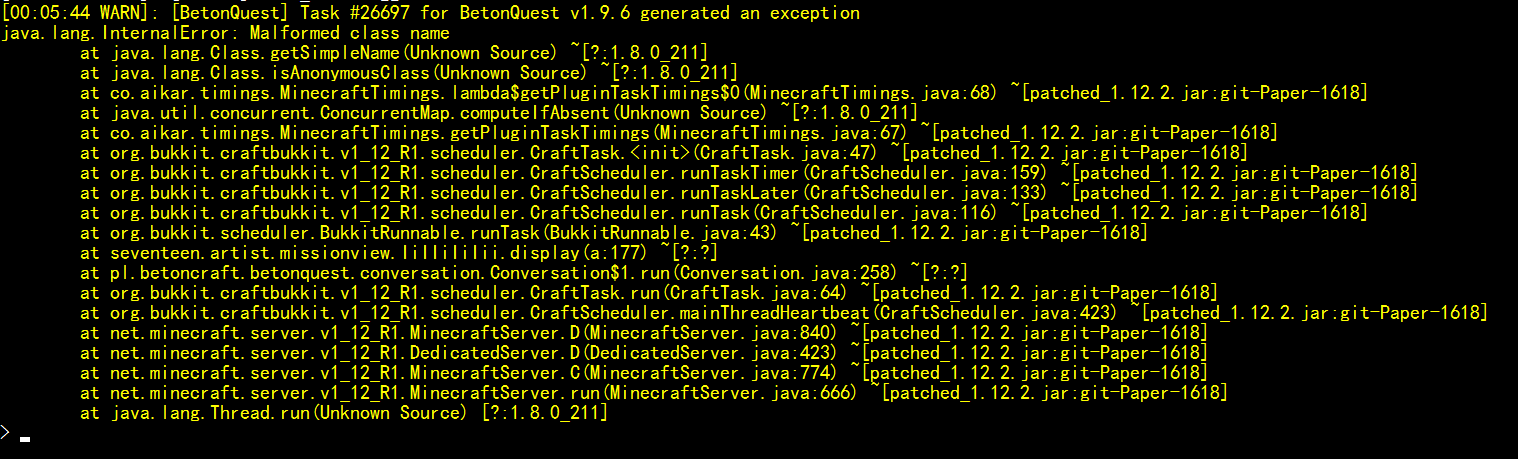 [00:05:44 WARN]: [BetonQuest] Task #26697 for BetonQuest v1.9.6 generated an exception
java.lang.InternalError: Malformed class name
at java.lang.Class.getSimpleName(Unknown Source) ~[?:1.8.0_211]
at java.lang.Class.isAnonymousClass(Unknown Source) ~[?:1.8.0_211]
at co.aikar.timings.MinecraftTimings.lambda$getPluginTaskTimings$0(MinecraftTimings.java:68) ~[patched_1.12.2.jar:git-Paper-1618]
at java.util.concurrent.ConcurrentMap.computeIfAbsent(Unknown Source) ~[?:1.8.0_211]
at co.aikar.timings.MinecraftTimings.getPluginTaskTimings(MinecraftTimings.java:67) ~[patched_1.12.2.jar:git-Paper-1618]
at org.bukkit.craftbukkit.v1_12_R1.scheduler.CraftTask.<init>(CraftTask.java:47) ~[patched_1.12.2.jar:git-Paper-1618]
at org.bukkit.craftbukkit.v1_12_R1.scheduler.CraftScheduler.runTaskTimer(CraftScheduler.java:159) ~[patched_1.12.2.jar:git-Paper-1618]
at org.bukkit.craftbukkit.v1_12_R1.scheduler.CraftScheduler.runTaskLater(CraftScheduler.java:133) ~[patched_1.12.2.jar:git-Paper-1618]
at org.bukkit.craftbukkit.v1_12_R1.scheduler.CraftScheduler.runTask(CraftScheduler.java:116) ~[patched_1.12.2.jar:git-Paper-1618]
at org.bukkit.scheduler.BukkitRunnable.runTask(BukkitRunnable.java:43) ~[patched_1.12.2.jar:git-Paper-1618]
at seventeen.artist.missionview.lillililii.display(a:177) ~[?:?]
at pl.betoncraft.betonquest.conversation.Conversation$1.run(Conversation.java:258) ~[?:?]
at org.bukkit.craftbukkit.v1_12_R1.scheduler.CraftTask.run(CraftTask.java:64) ~[patched_1.12.2.jar:git-Paper-1618]
at org.bukkit.craftbukkit.v1_12_R1.scheduler.CraftScheduler.mainThreadHeartbeat(CraftScheduler.java:423) ~[patched_1.12.2.jar:git-Paper-1618]
at net.minecraft.server.v1_12_R1.MinecraftServer.D(MinecraftServer.java:840) ~[patched_1.12.2.jar:git-Paper-1618]
at net.minecraft.server.v1_12_R1.DedicatedServer.D(DedicatedServer.java:423) ~[patched_1.12.2.jar:git-Paper-1618]
at net.minecraft.server.v1_12_R1.MinecraftServer.C(MinecraftServer.java:774) ~[patched_1.12.2.jar:git-Paper-1618]
at net.minecraft.server.v1_12_R1.MinecraftServer.run(MinecraftServer.java:666) ~[patched_1.12.2.jar:git-Paper-1618]
at java.lang.Thread.run(Unknown Source) [?:1.8.0_211]
>